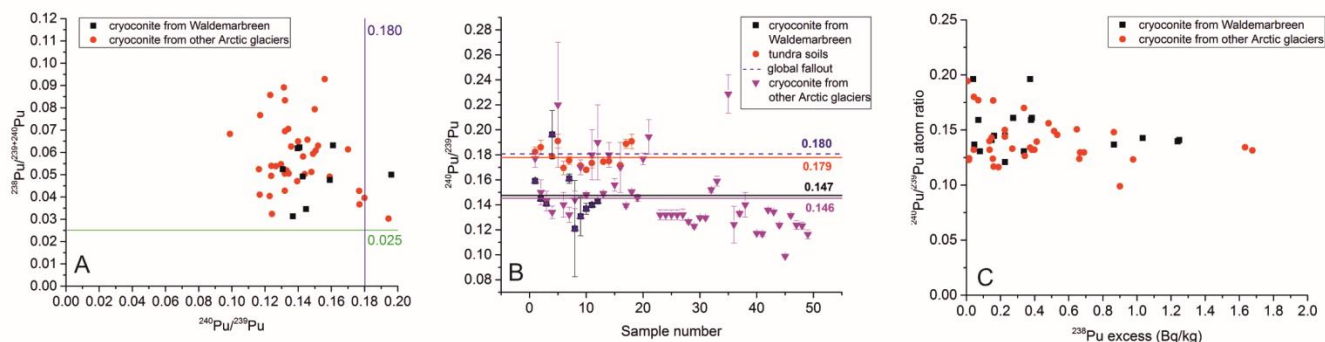 0.12
0.11
0.10
0.09
0.08
0.07
0.06
0.05
0.04
0.03
0.02
0.01
0.00
²³⁸Pu/²³⁹⁺²⁴⁰Pu
cryoconite from Waldemarbreen
cryoconite from other Arctic glaciers
0.180
0.025
A
0.00 0.02 0.04 0.06 0.08 0.10 0.12 0.14 0.16 0.18 0.20
²⁴⁰Pu/²³⁹Pu
0.28
0.26
0.24
0.22
0.20
0.18
0.16
0.14
0.12
0.10
0.08
²⁴⁰Pu/²³⁹Pu
cryoconite from
Waldemarbreen
tundra soils
global fallout
cryoconite from
other Arctic glaciers
0.180
0.179
0.147
0.146
B
0 10 20 30 40 50
Sample number
0.25
0.20
0.15
0.10
0.05
0.00
²⁴⁰Pu/²³⁹Pu atom ratio
cryoconite from Waldemarbreen
cryoconite from other Arctic glaciers
C
0.0 0.2 0.4 0.6 0.8 1.0 1.2 1.4 1.6 1.8 2.0
²³⁸Pu excess (Bq/kg)